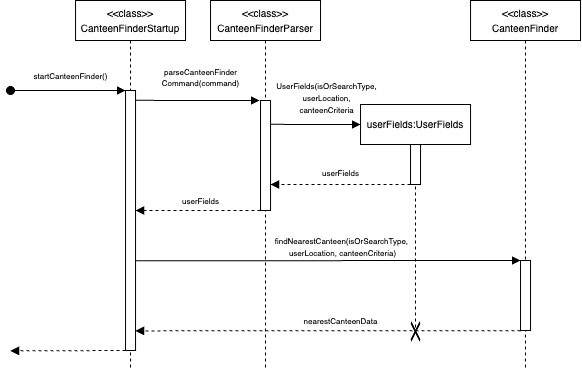 <<class>>
CanteenFinderStartup
<<class>>
CanteenFinderParser
<<class>>
CanteenFinder
startCanteenFinder()
parseCanteenFinder
Command(command)
UserFields(isOrSearchType,
userLocation,
canteenCriteria
userFields:UserFields
userFields
userFields
findNearestCanteen(isOrSearchType,
userLocation, canteenCriteria)
nearestCanteenData